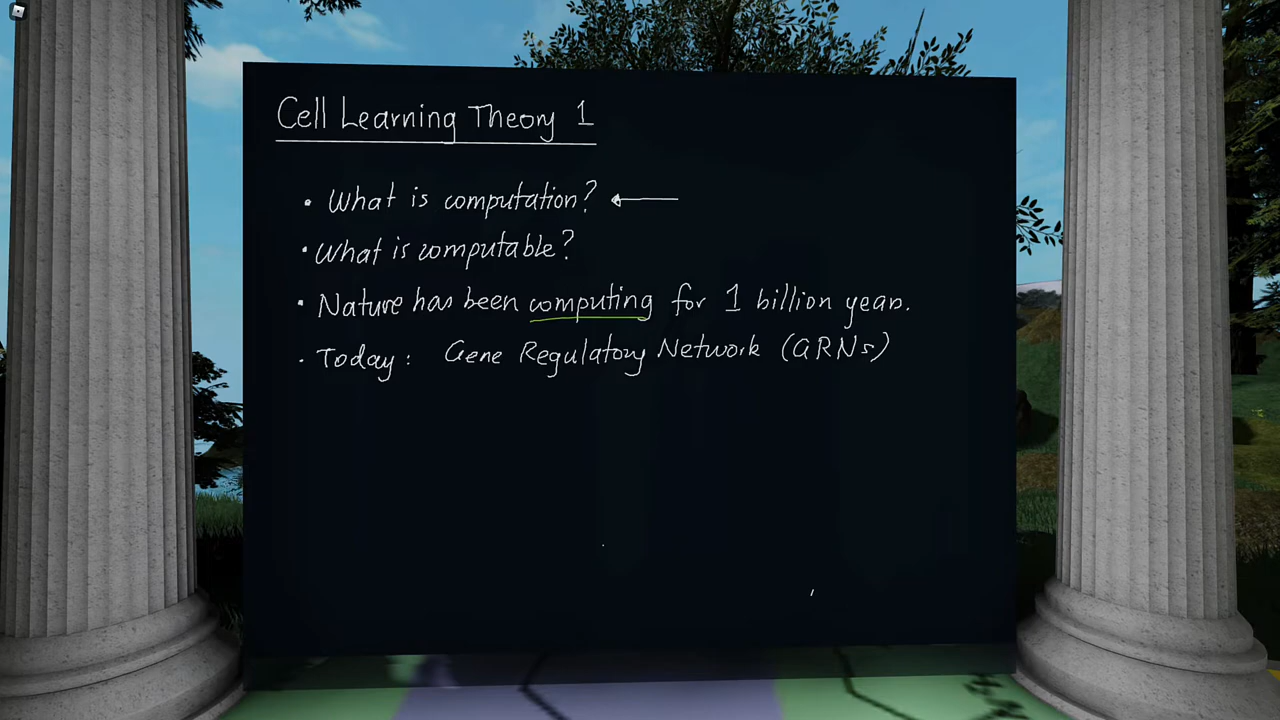 Cell Learning Theory 1
• What is computation? ←
• What is computable?
• Nature has been computing for 1 billion year.
• Today: Gene Regulatory Network (GRNs)